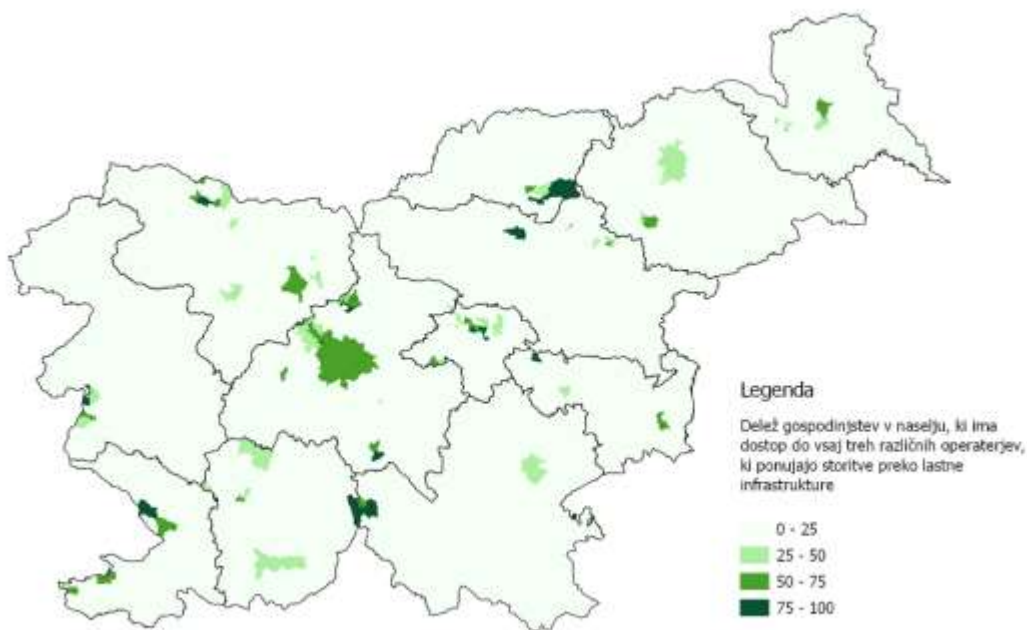 Legenda
Delež gospodinjstev v naselju, ki ima
dostop do vsaj treh različnih operaterjev,
ki ponujajo storitve preko lastne
infrastrukture
0 - 25
25 - 50
50 - 75
75 - 100